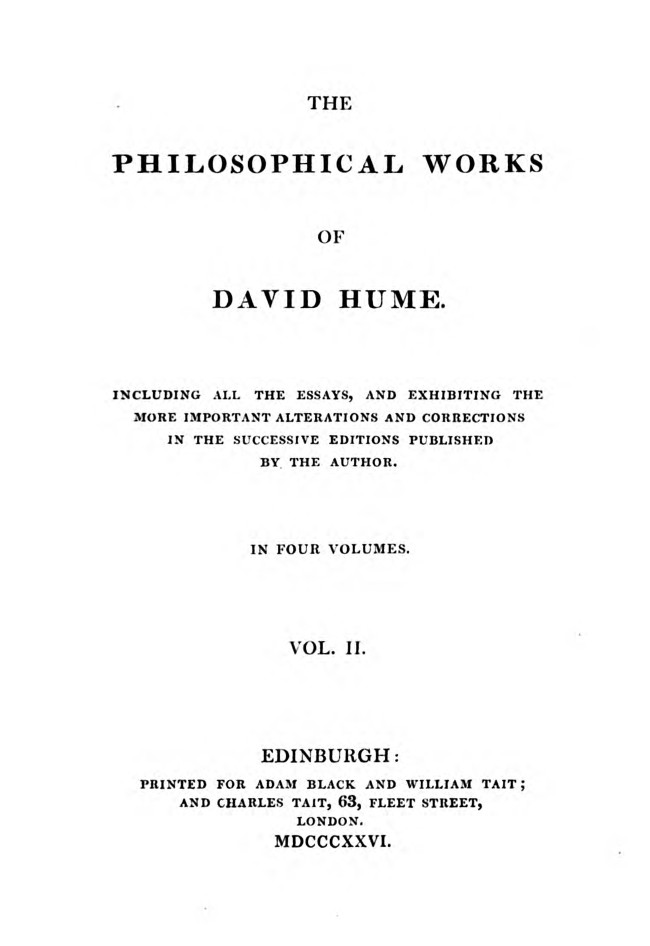 THE
PHILOSOPHICAL WORKS
OF
DAVID HUME.
INCLUDING ALL THE ESSAYS, AND EXHIBITING THE
MORE IMPORTANT ALTERATIONS AND CORRECTIONS
IN THE SUCCESSIVE EDITIONS PUBLISHED
BY THE AUTHOR.
IN FOUR VOLUMES.
VOL. II.
EDINBURGH:
PRINTED FOR ADAM BLACK AND WILLIAM TAIT;
AND CHARLES TAIT, 63, FLEET STREET,
LONDON.
MDCCCXXVI.